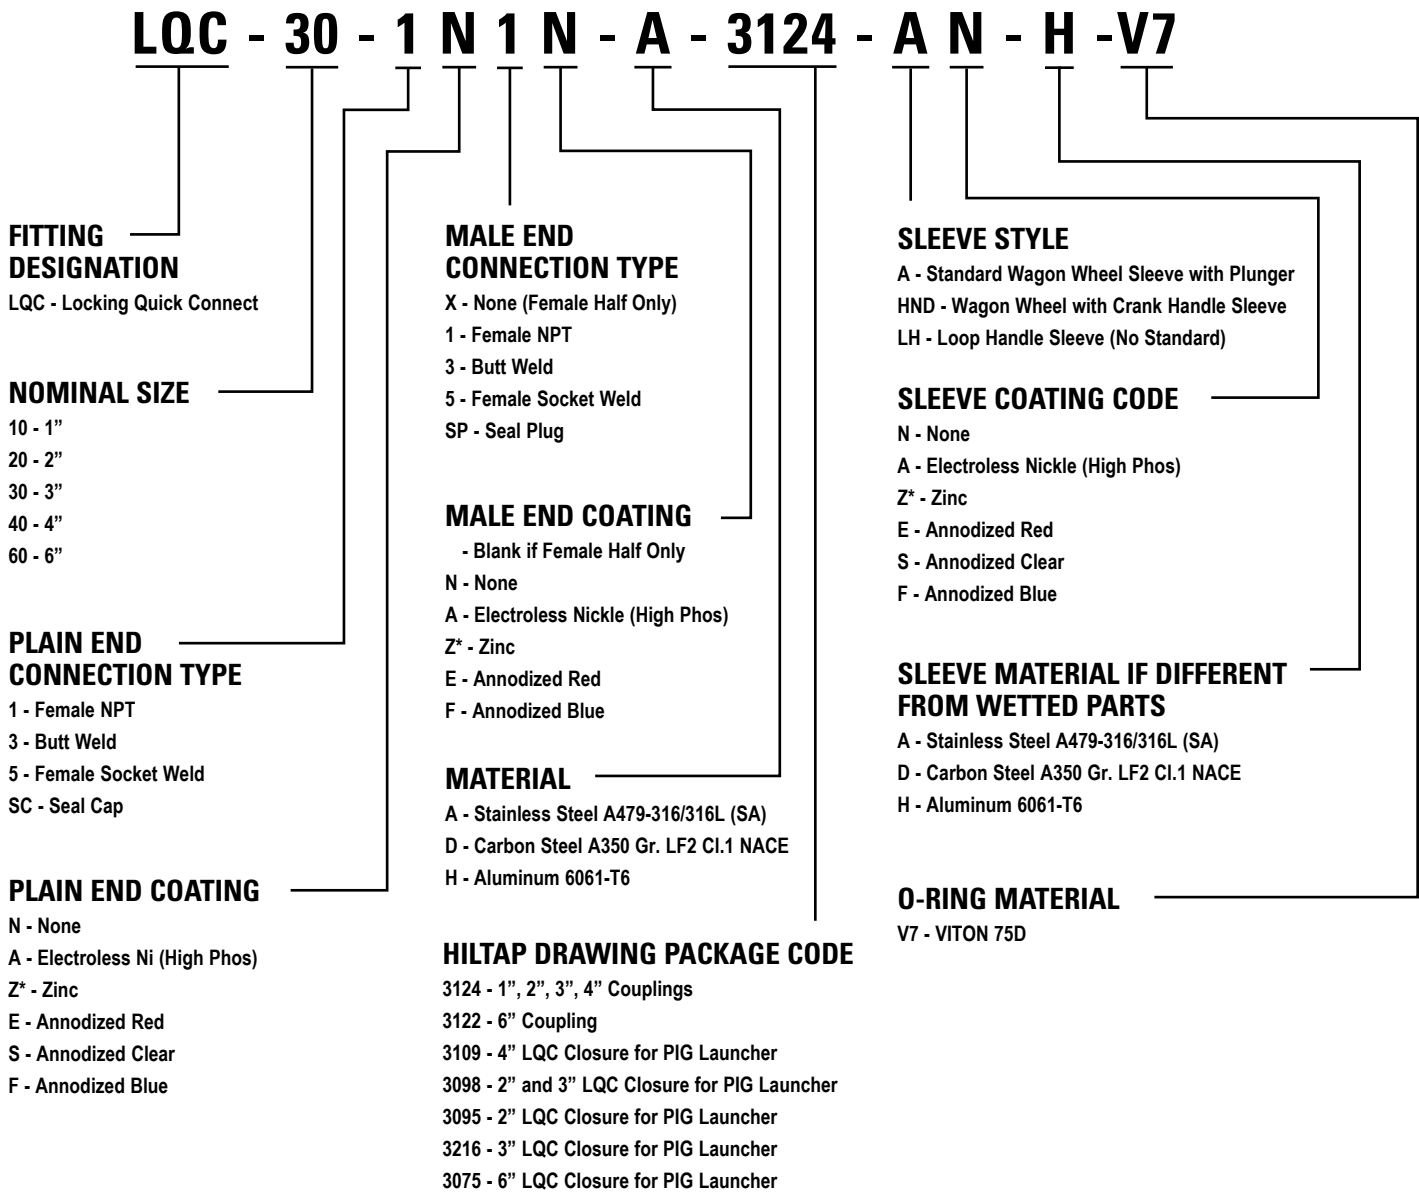 LQC - 30 - 1 N 1 N - A - 3124 - A N - H -V7
FITTING
DESIGNATION
LQC - Locking Quick Connect
NOMINAL SIZE
10 - 1”
20 - 2”
30 - 3”
40 - 4”
60 - 6”
PLAIN END
CONNECTION TYPE
1 - Female NPT
3 - Butt Weld
5 - Female Socket Weld
SC - Seal Cap
PLAIN END COATING
N - None
A - Electroless Ni (High Phos)
Z* - Zinc
E - Annodized Red
S - Annodized Clear
F - Annodized Blue
MALE END
CONNECTION TYPE
X - None (Female Half Only)
1 - Female NPT
3 - Butt Weld
5 - Female Socket Weld
SP - Seal Plug
MALE END COATING
- Blank if Female Half Only
N - None
A - Electroless Nickle (High Phos)
Z* - Zinc
E - Annodized Red
F - Annodized Blue
MATERIAL
A - Stainless Steel A479-316/316L (SA)
D - Carbon Steel A350 Gr. LF2 Cl.1 NACE
H - Aluminum 6061-T6
HILTAP DRAWING PACKAGE CODE
3124 - 1”, 2”, 3”, 4” Couplings
3122 - 6” Coupling
3109 - 4” LQC Closure for PIG Launcher
3098 - 2” and 3” LQC Closure for PIG Launcher
3095 - 2” LQC Closure for PIG Launcher
3216 - 3” LQC Closure for PIG Launcher
3075 - 6” LQC Closure for PIG Launcher
SLEEVE STYLE
A - Standard Wagon Wheel Sleeve with Plunger
HND - Wagon Wheel with Crank Handle Sleeve
LH - Loop Handle Sleeve (No Standard)
SLEEVE COATING CODE
N - None
A - Electroless Nickle (High Phos)
Z* - Zinc
E - Annodized Red
S - Annodized Clear
F - Annodized Blue
SLEEVE MATERIAL IF DIFFERENT
FROM WETTED PARTS
A - Stainless Steel A479-316/316L (SA)
D - Carbon Steel A350 Gr. LF2 Cl.1 NACE
H - Aluminum 6061-T6
O-RING MATERIAL
V7 - VITON 75D